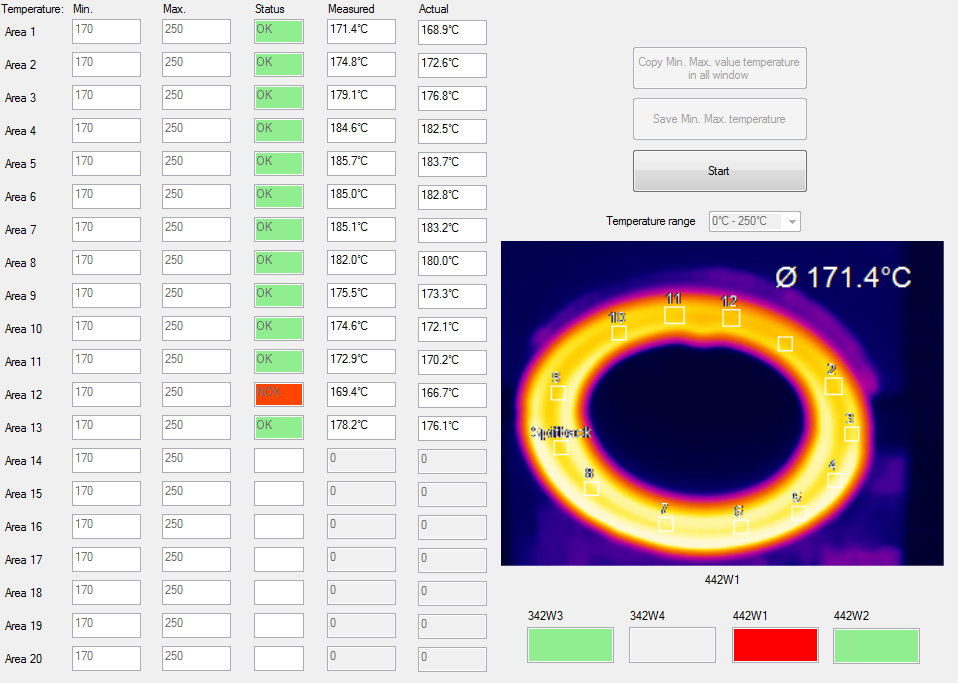 Temperature: Min. Max. Status Measured Actual
Area 1 170 250 OK 171.4°C 168.9°C
Area 2 170 250 OK 174.8°C 172.6°C
Area 3 170 250 OK 179.1°C 176.8°C
Area 4 170 250 OK 184.6°C 182.5°C
Area 5 170 250 OK 185.7°C 183.7°C
Area 6 170 250 OK 185.0°C 182.8°C
Area 7 170 250 OK 185.1°C 183.2°C
Area 8 170 250 OK 182.0°C 180.0°C
Area 9 170 250 OK 175.5°C 173.3°C
Area 10 170 250 OK 174.6°C 172.1°C
Area 11 170 250 OK 172.9°C 170.2°C
Area 12 170 250 NOK 169.4°C 166.7°C
Area 13 170 250 OK 178.2°C 176.1°C
Area 14 170 250 0 0
Area 15 170 250 0 0
Area 16 170 250 0 0
Area 17 170 250 0 0
Area 18 170 250 0 0
Area 19 170 250 0 0
Area 20 170 250 0 0
Copy Min. Max. value temperature
in all window
Save Min. Max. temperature
Start
Temperature range 0°C - 250°C
Ø 171.4°C
11
12
10
2
3
Spitback
4
8
7
442W1
342W3 342W4 442W1 442W2